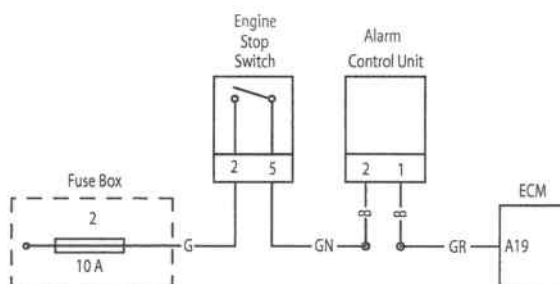 Engine
Stop
Switch
Alarm
Control Unit
2 5
2 1
Fuse Box
2
10 A
G
GN
B
B
GR
ECM
A19